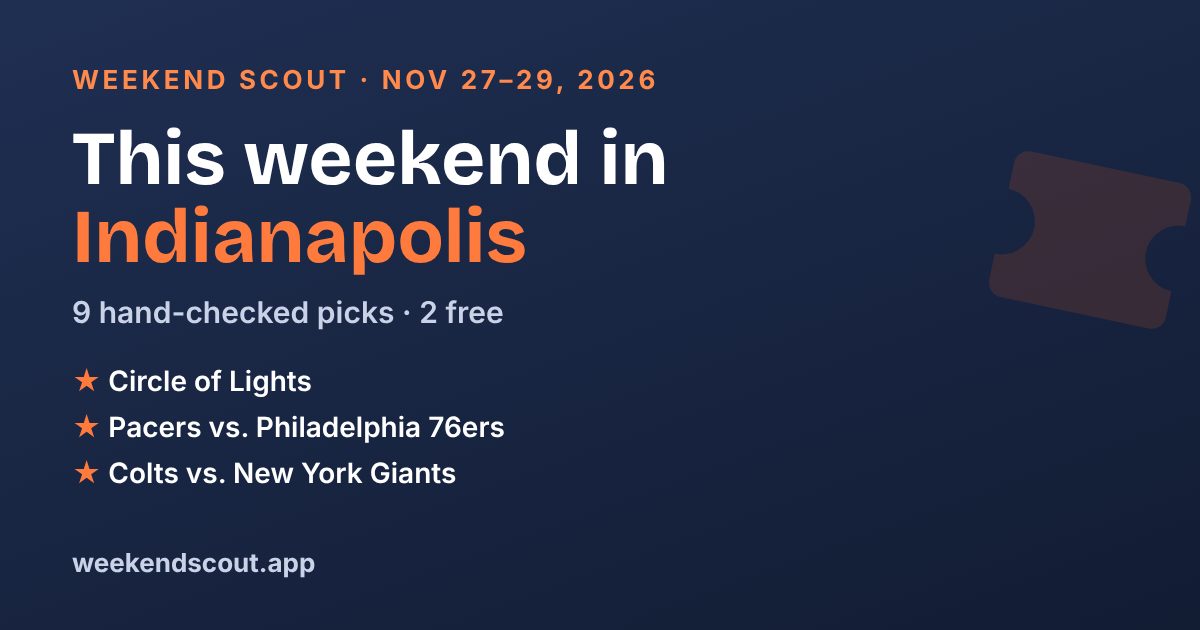 WEEKEND SCOUT · NOV 27–29, 2026
This weekend in
Indianapolis
9 hand-checked picks · 2 free
★ Circle of Lights
★ Pacers vs. Philadelphia 76ers
★ Colts vs. New York Giants
weekendscout.app